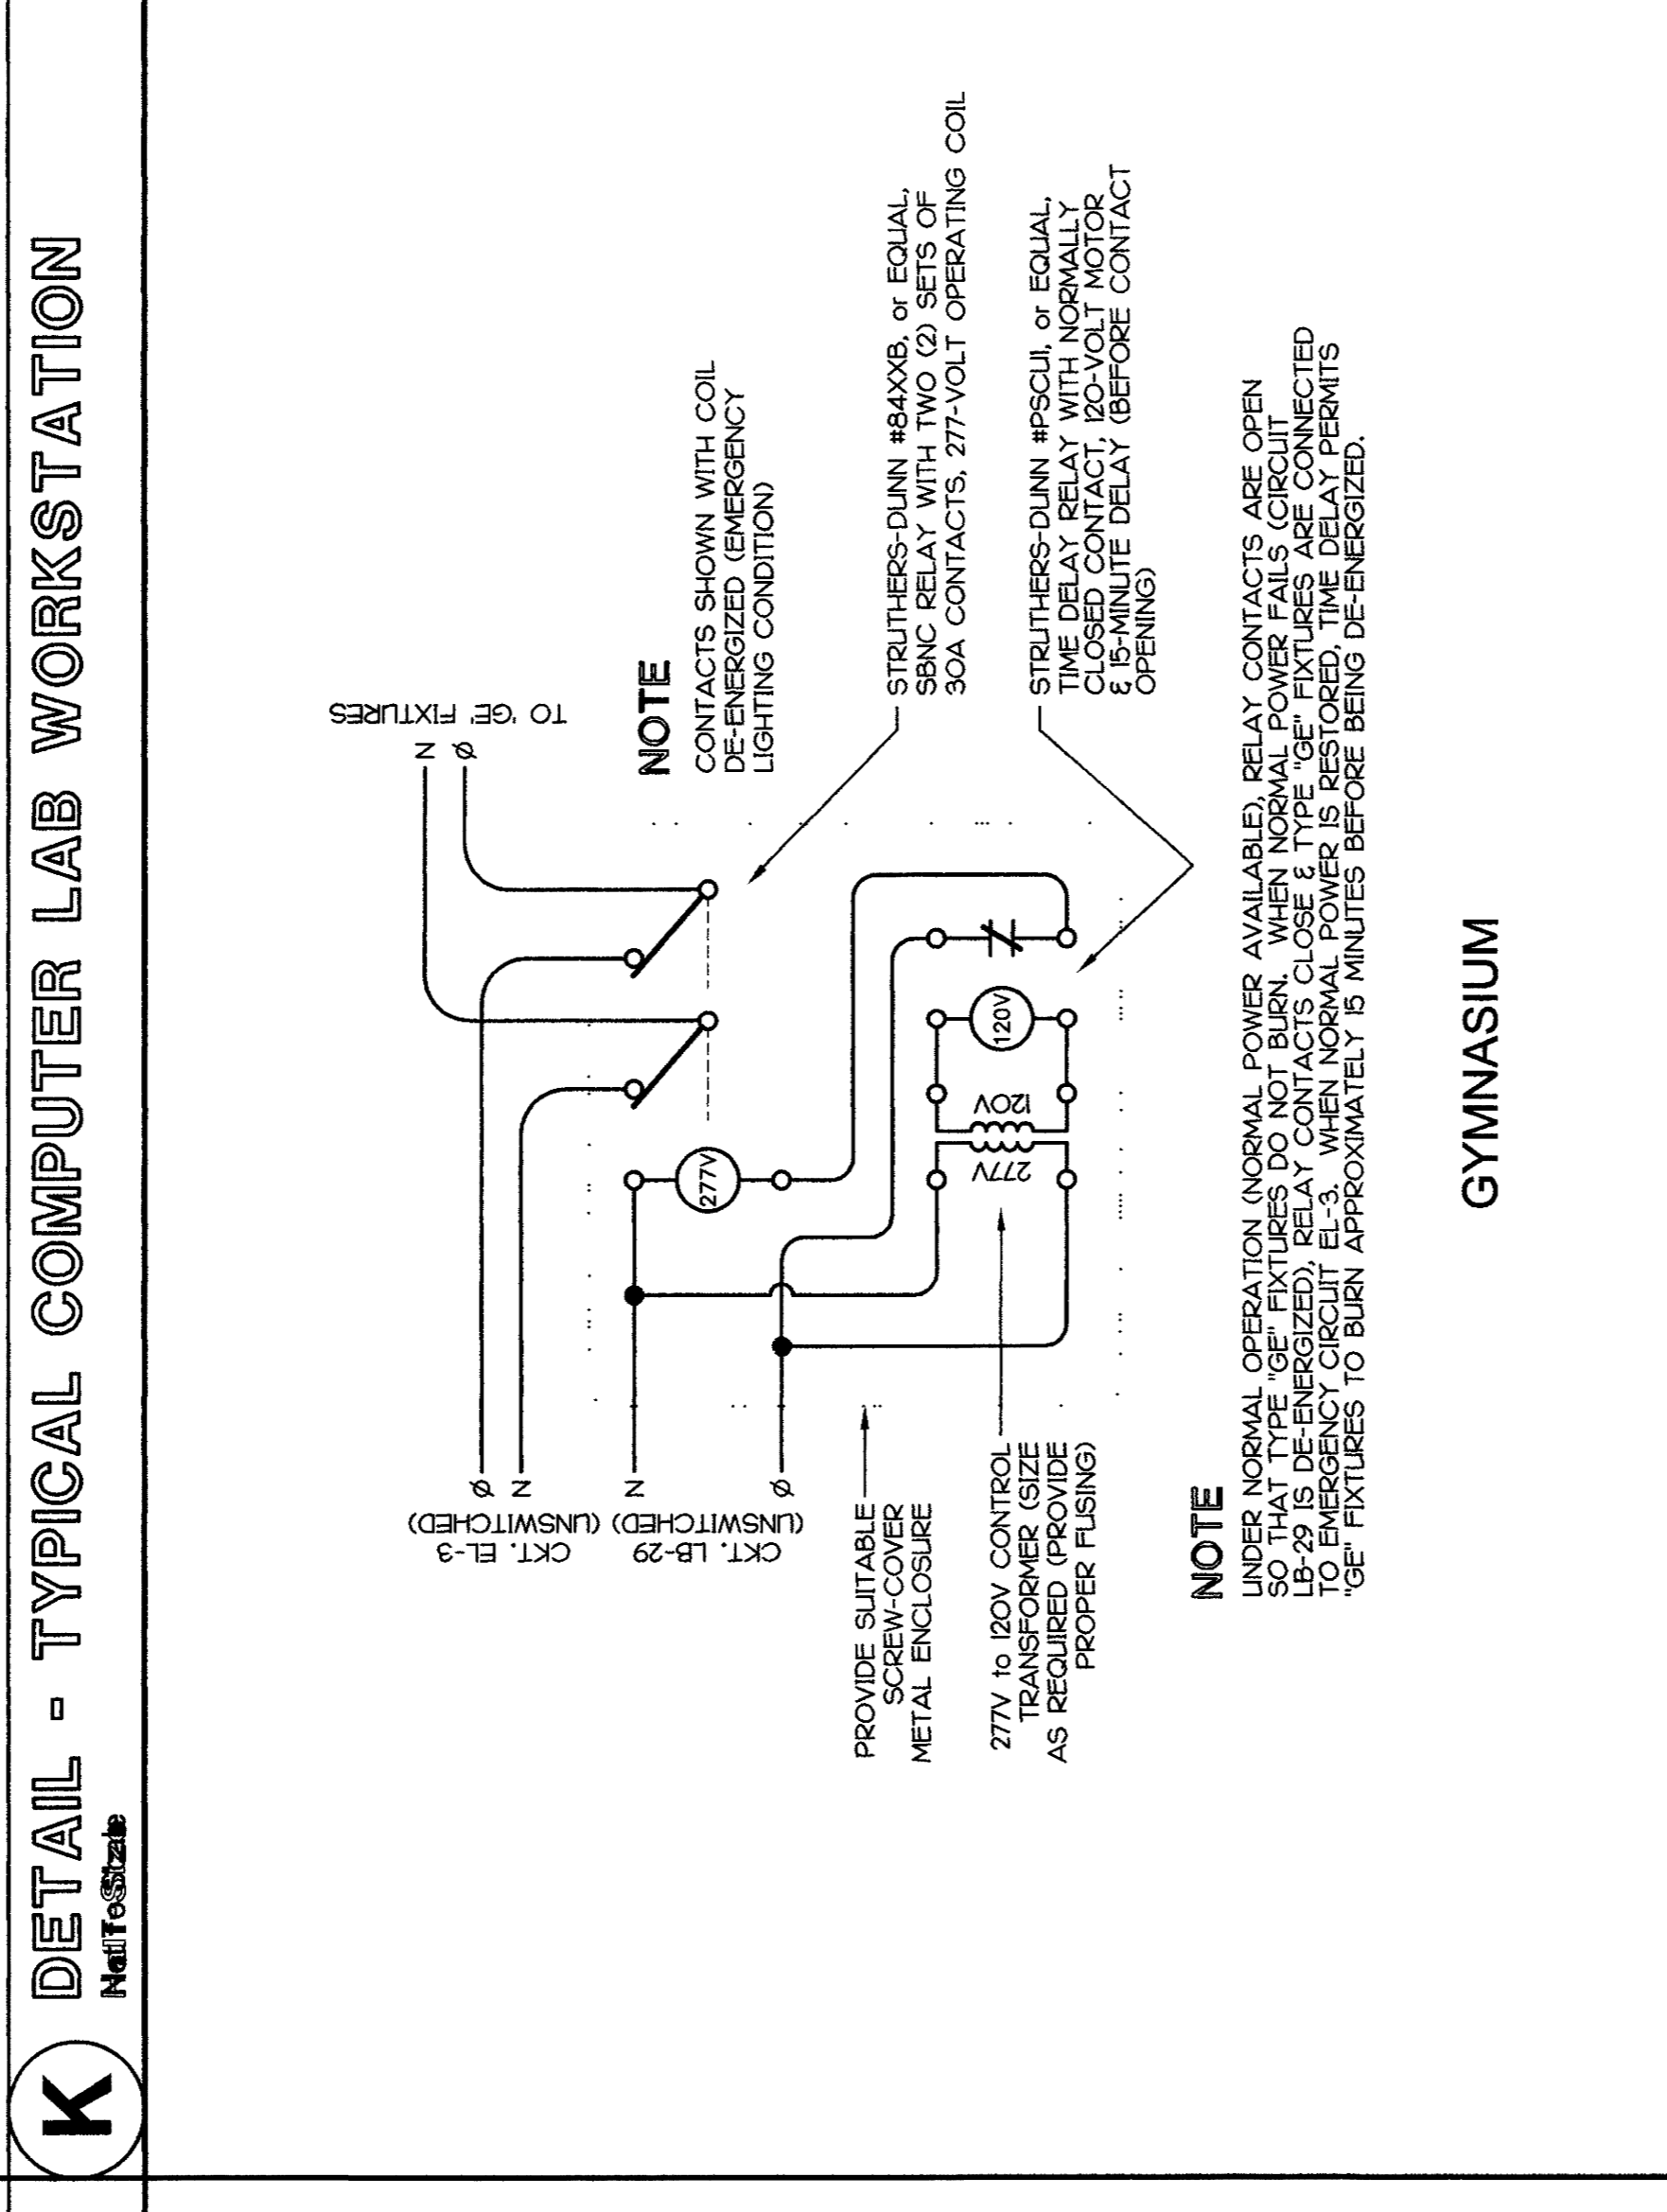 K
DETAIL - TYPICAL COMPUTER LAB WORKSTATION
TO 'GE' FIXTURES
N
Ø
NOTE
CONTACTS SHOWN WITH COIL
DE-ENERGIZED (EMERGENCY
LIGHTING CONDITION)
CKT. EL-3
(UNSWITCHED)
Ø
N
CKT. LB-29
(UNSWITCHED)
N
Ø
277V
277V
120V
120V
STRUTHERS-DUNN #84XXB, or EQUAL,
SBNC RELAY WITH TWO (2) SETS OF
30A CONTACTS, 277-VOLT OPERATING COIL
STRUTHERS-DUNN #PSCU1, or EQUAL,
TIME DELAY RELAY WITH NORMALLY
CLOSED CONTACT, 120-VOLT MOTOR
& 15-MINUTE DELAY (BEFORE CONTACT
OPENING)
PROVIDE SUITABLE
SCREW-COVER
METAL ENCLOSURE
277V to 120V CONTROL
TRANSFORMER (SIZE
AS REQUIRED (PROVIDE
PROPER FUSING)
NOTE
UNDER NORMAL OPERATION (NORMAL POWER AVAILABLE), RELAY CONTACTS ARE OPEN
SO THAT TYPE "GE" FIXTURES DO NOT BURN. WHEN NORMAL POWER FAILS (CIRCUIT
LB-29 IS DE-ENERGIZED), RELAY CONTACTS CLOSE & TYPE "GE" FIXTURES ARE CONNECTED
TO EMERGENCY CIRCUIT EL-3. WHEN NORMAL POWER IS RESTORED, TIME DELAY PERMITS
"GE" FIXTURES TO BURN APPROXIMATELY 15 MINUTES BEFORE BEING DE-ENERGIZED.
GYMNASIUM